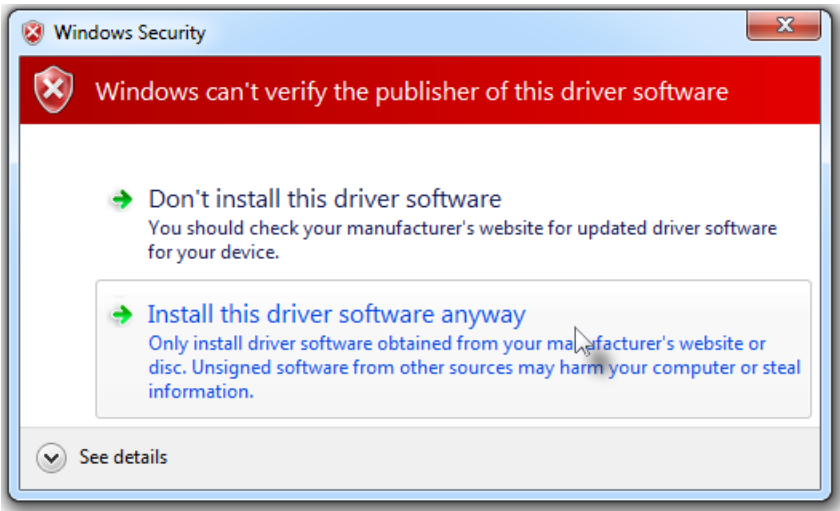 Windows Security
Windows can't verify the publisher of this driver software
Don't install this driver software
You should check your manufacturer's website for updated driver software
for your device.
Install this driver software anyway
Only install driver software obtained from your manufacturer's website or
disc. Unsigned software from other sources may harm your computer or steal
information.
See details